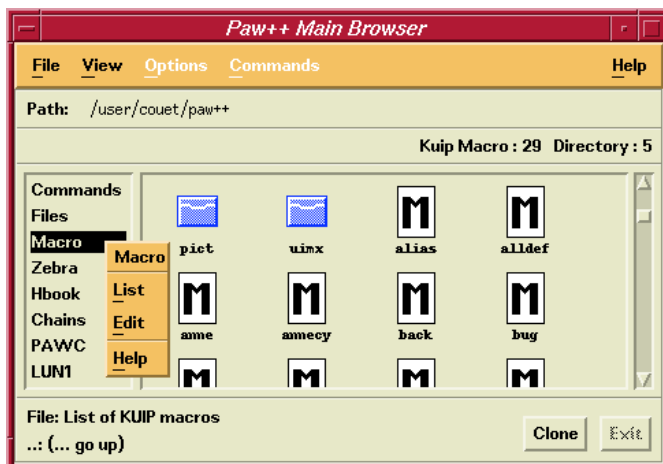 Paw++ Main Browser
File View Options Commands Help
Path: /user/couet/paw++
Kuip Macro : 29 Directory : 5
Commands
Files
Macro
Zebra
Hbook
Chains
PAWC
LUN1
Macro
List
Edit
Help
M M
pict uimx alias alldef
M M M M
anne annecy back bug
M M M M
File: List of KUIP macros
..: (... go up)
Clone Exit